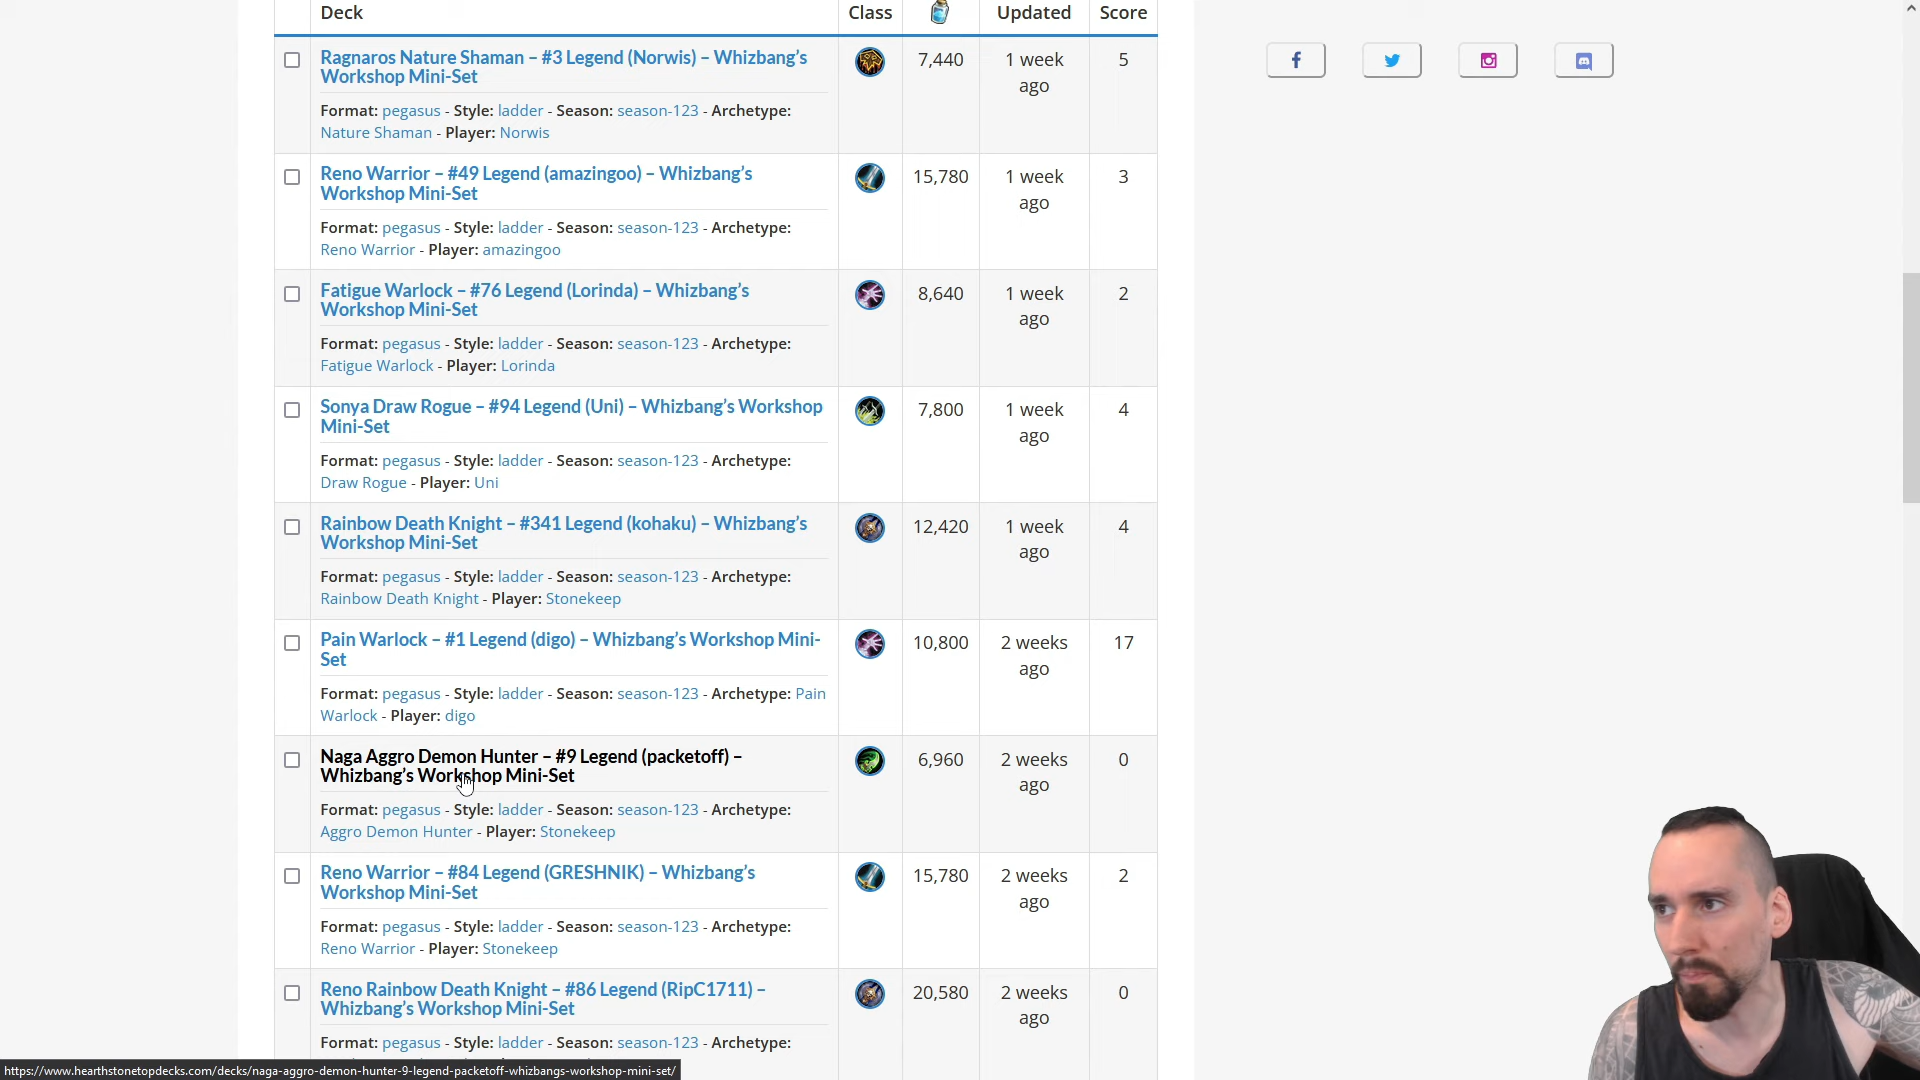 Deck Class Updated Score
Ragnaros Nature Shaman – #3 Legend (Norwis) – Whizbang’s
Workshop Mini-Set
7,440
1 week
ago
5
Format: pegasus - Style: ladder - Season: season-123 - Archetype:
Nature Shaman - Player: Norwis
Reno Warrior – #49 Legend (amazingoo) – Whizbang’s
Workshop Mini-Set
15,780
1 week
ago
3
Format: pegasus - Style: ladder - Season: season-123 - Archetype:
Reno Warrior - Player: amazingoo
Fatigue Warlock – #76 Legend (Lorinda) – Whizbang’s
Workshop Mini-Set
8,640
1 week
ago
2
Format: pegasus - Style: ladder - Season: season-123 - Archetype:
Fatigue Warlock - Player: Lorinda
Sonya Draw Rogue – #94 Legend (Uni) – Whizbang’s Workshop
Mini-Set
7,800
1 week
ago
4
Format: pegasus - Style: ladder - Season: season-123 - Archetype:
Draw Rogue - Player: Uni
Rainbow Death Knight – #341 Legend (kohaku) – Whizbang’s
Workshop Mini-Set
12,420
1 week
ago
4
Format: pegasus - Style: ladder - Season: season-123 - Archetype:
Rainbow Death Knight - Player: Stonekeep
Pain Warlock – #1 Legend (digo) – Whizbang’s Workshop Mini-
Set
10,800
2 weeks
ago
17
Format: pegasus - Style: ladder - Season: season-123 - Archetype: Pain
Warlock - Player: digo
Naga Aggro Demon Hunter – #9 Legend (packetoff) –
Whizbang’s Workshop Mini-Set
6,960
2 weeks
ago
0
Format: pegasus - Style: ladder - Season: season-123 - Archetype:
Aggro Demon Hunter - Player: Stonekeep
Reno Warrior – #84 Legend (GRESHNIK) – Whizbang’s
Workshop Mini-Set
15,780
2 weeks
ago
2
Format: pegasus - Style: ladder - Season: season-123 - Archetype:
Reno Warrior - Player: Stonekeep
Reno Rainbow Death Knight – #86 Legend (RipC1711) –
Whizbang’s Workshop Mini-Set
20,580
2 weeks
ago
0
Format: pegasus - Style: ladder - Season: season-123 - Archetype:
https://www.hearthstonetopdecks.com/decks/naga-aggro-demon-hunter-9-legend-packetoff-whizbangs-workshop-mini-set/